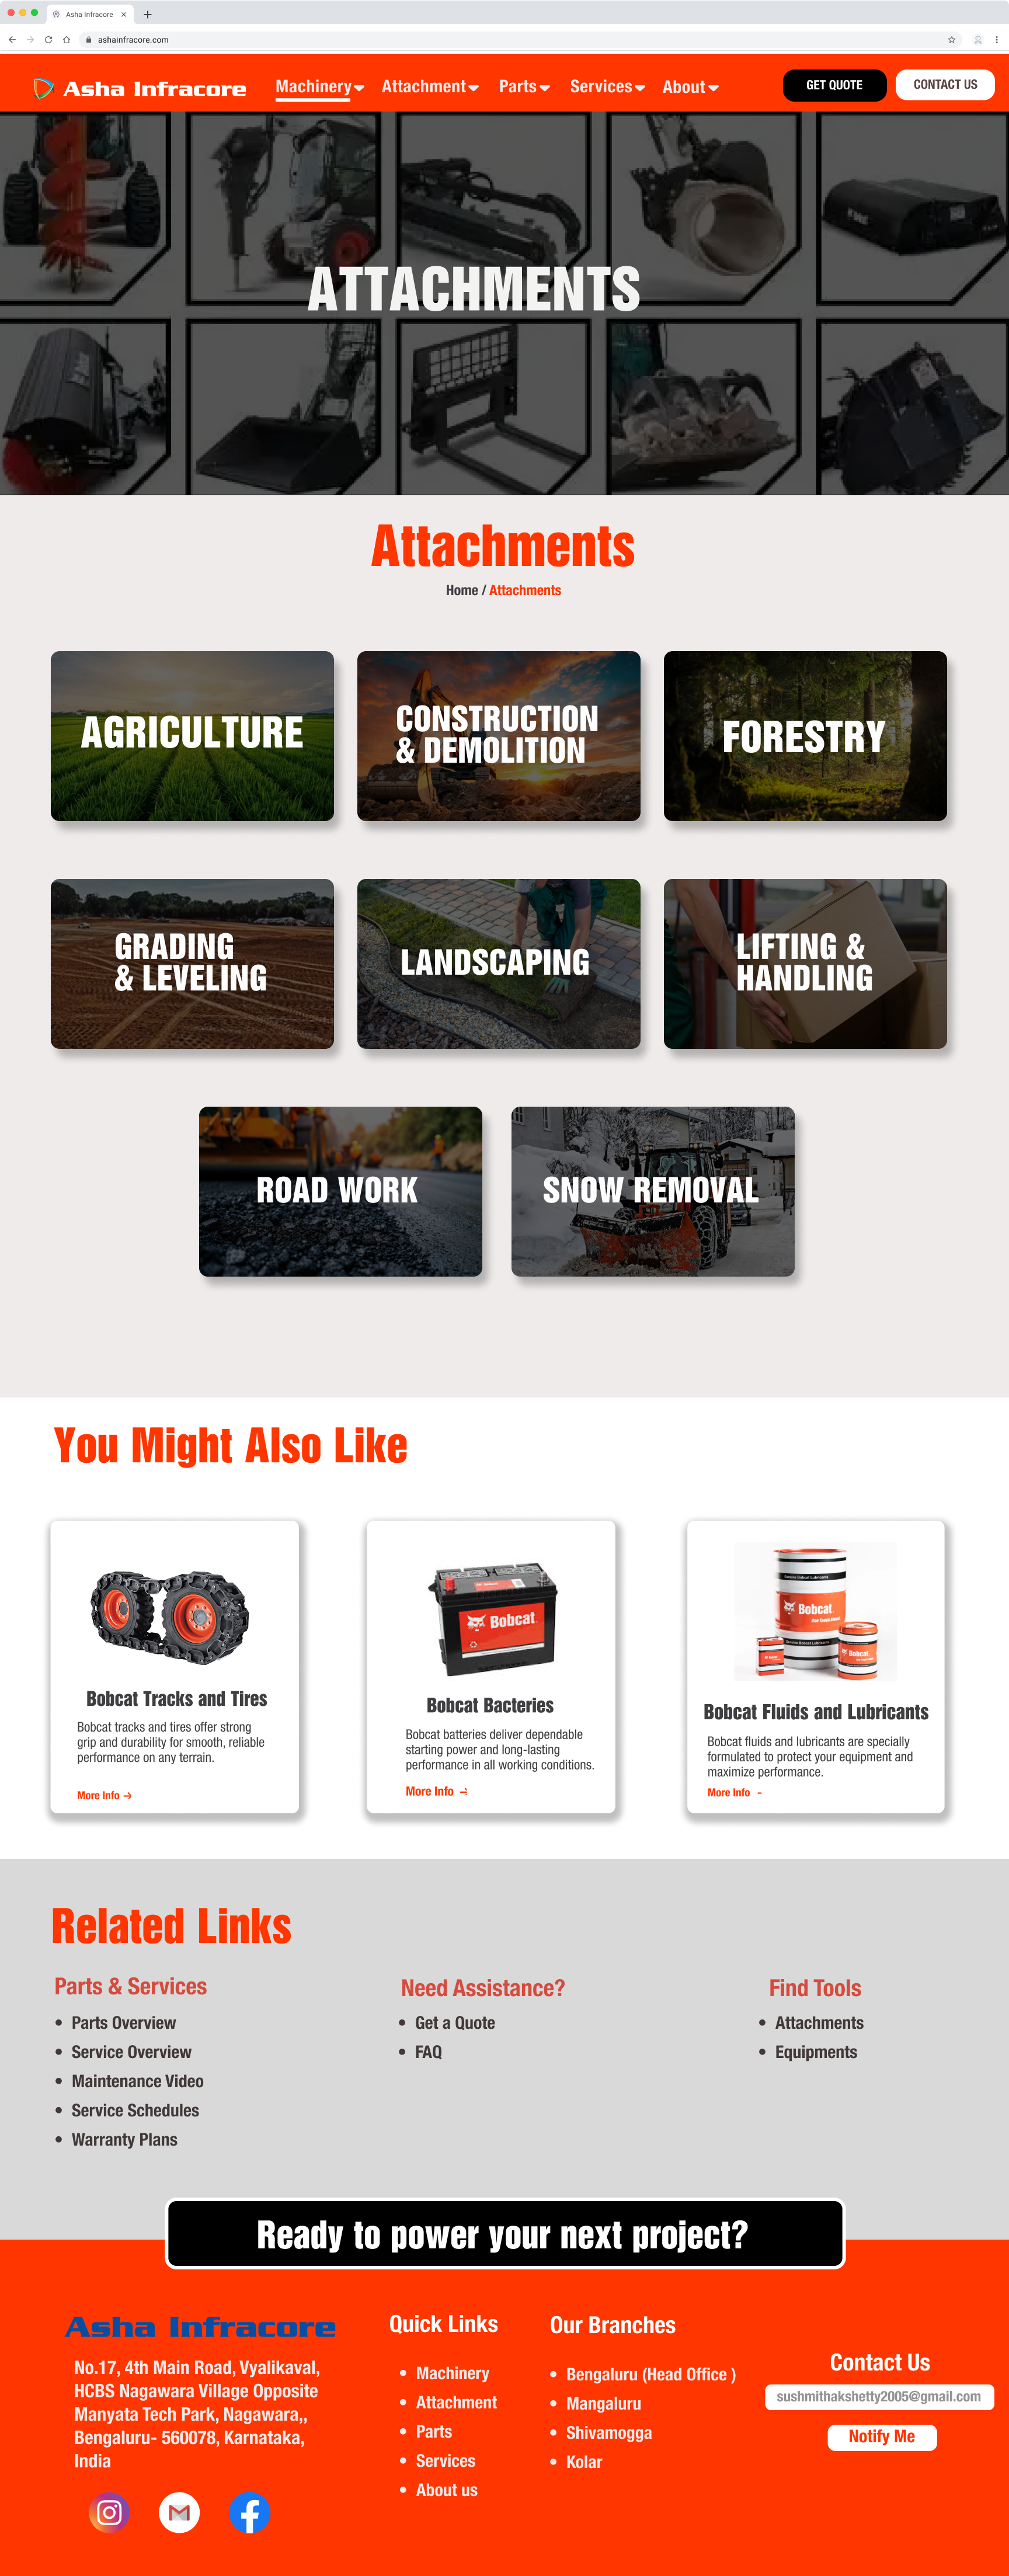 Asha Infracore
ashainfracore.com
Asha Infracore
Machinery
Attachment
Parts
Services
About
GET QUOTE
CONTACT US
ATTACHMENTS
Attachments
Home / Attachments
AGRICULTURE
CONSTRUCTION
& DEMOLITION
FORESTRY
GRADING
& LEVELING
LANDSCAPING
LIFTING &
HANDLING
ROAD WORK
SNOW REMOVAL
You Might Also Like
Bobcat Tracks and Tires
Bobcat tracks and tires offer strong
grip and durability for smooth, reliable
performance on any terrain.
More Info →
Bobcat
Bobcat Bacteries
Bobcat batteries deliver dependable
starting power and long-lasting
performance in all working conditions.
More Info
Genuine Bobcat Lubricants
Bobcat
Genuine Bobcat Lubricants
Bobcat
Bobcat Fluids and Lubricants
Bobcat fluids and lubricants are specially
formulated to protect your equipment and
maximize performance.
More Info -
Related Links
Parts & Services
• Parts Overview
• Service Overview
• Maintenance Video
• Service Schedules
• Warranty Plans
Need Assistance?
• Get a Quote
• FAQ
Find Tools
• Attachments
• Equipments
Ready to power your next project?
Asha Infracore
No.17, 4th Main Road, Vyalikaval,
HCBS Nagawara Village Opposite
Manyata Tech Park, Nagawara,,
Bengaluru- 560078, Karnataka,
India
Quick Links
• Machinery
• Attachment
• Parts
• Services
• About us
Our Branches
• Bengaluru (Head Office )
• Mangaluru
• Shivamogga
• Kolar
Contact Us
sushmithakshetty2005@gmail.com
Notify Me